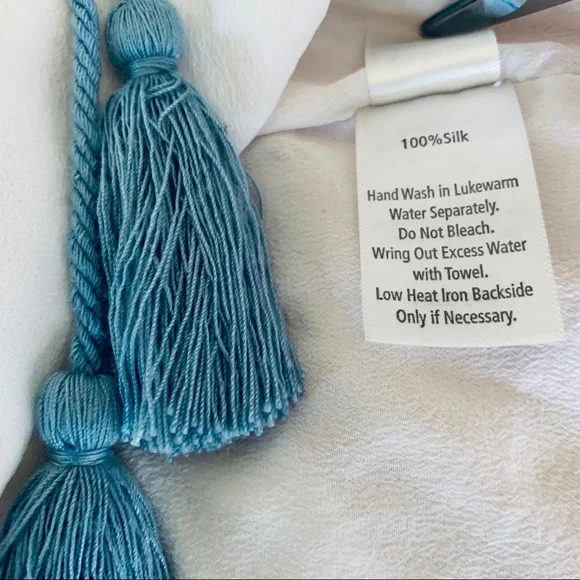 100%Silk
Hand Wash in Lukewarm
Water Separately.
Do Not Bleach.
Wring Out Excess Water
with Towel.
Low Heat Iron Backside
Only if Necessary.